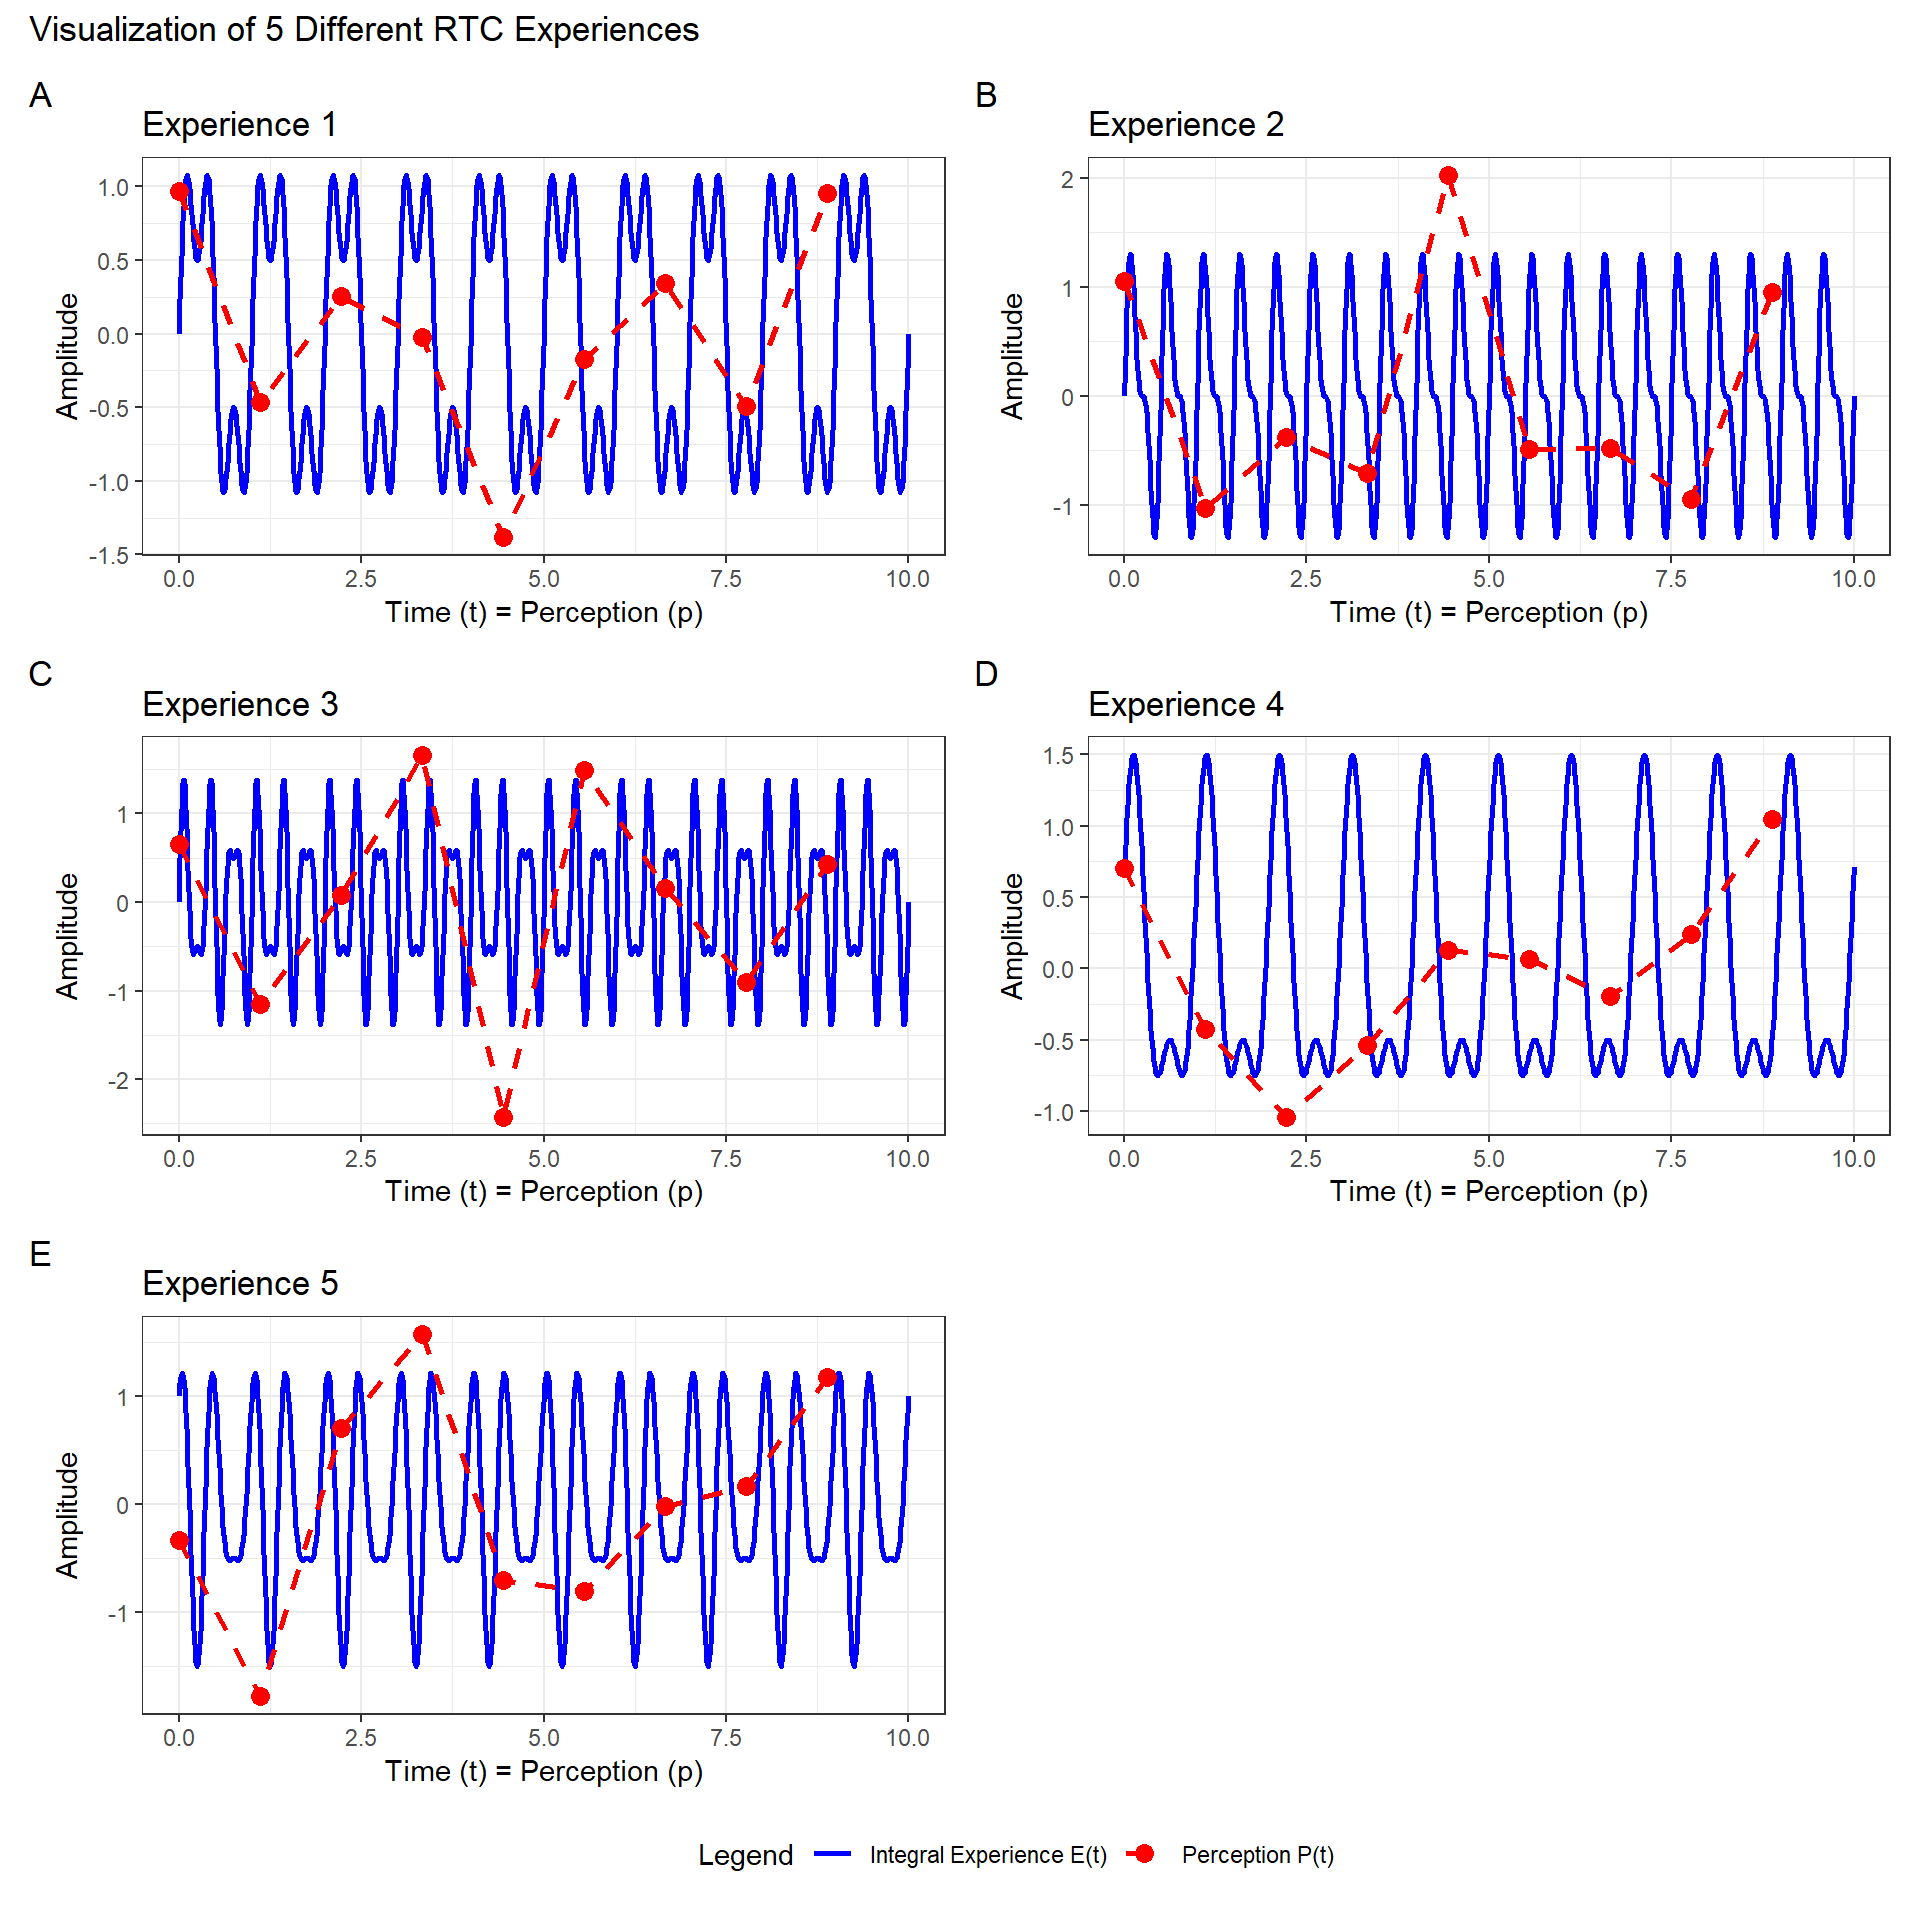 Visualization of 5 Different RTC Experiences
A
Experience 1
Amplitude
1.0
0.5
0.0
-0.5
-1.0
-1.5
0.0 2.5 5.0 7.5 10.0
Time (t) = Perception (p)
B
Experience 2
Amplitude
2
1
0
-1
0.0 2.5 5.0 7.5 10.0
Time (t) = Perception (p)
C
Experience 3
Amplitude
1
0
-1
-2
0.0 2.5 5.0 7.5 10.0
Time (t) = Perception (p)
D
Experience 4
Amplitude
1.5
1.0
0.5
0.0
-0.5
-1.0
0.0 2.5 5.0 7.5 10.0
Time (t) = Perception (p)
E
Experience 5
Amplitude
1
0
-1
0.0 2.5 5.0 7.5 10.0
Time (t) = Perception (p)
Legend Integral Experience E(t) Perception P(t)